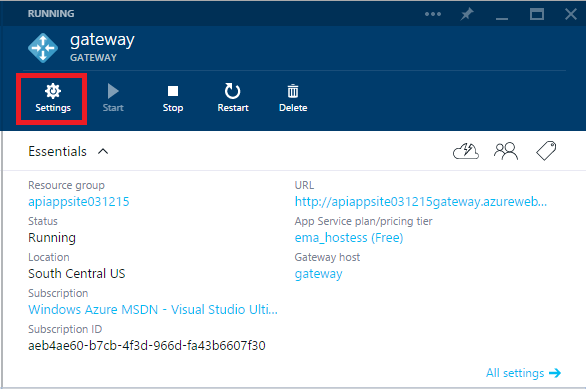 RUNNING
gateway
GATEWAY
Settings Start Stop Restart Delete
Essentials
Resource group
apiappsite031215
Status
Running
Location
South Central US
Subscription
Windows Azure MSDN - Visual Studio Ulti...
Subscription ID
aeb4ae60-b7cb-4f3d-966d-fa43b6607f30
URL
http://apiappsite031215gateway.azureweb...
App Service plan/pricing tier
ema_hostess (Free)
Gateway host
gateway
All settings